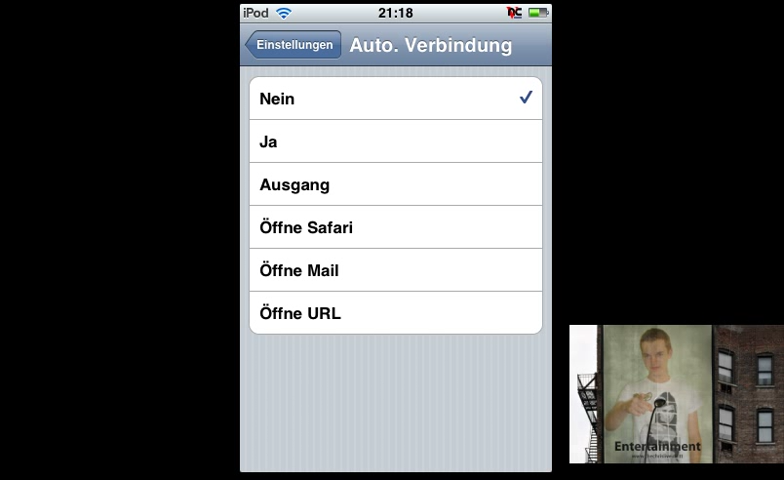 iPod 21:18
Einstellungen Auto. Verbindung
Nein
Ja
Ausgang
Öffne Safari
Öffne Mail
Öffne URL
Entertainment